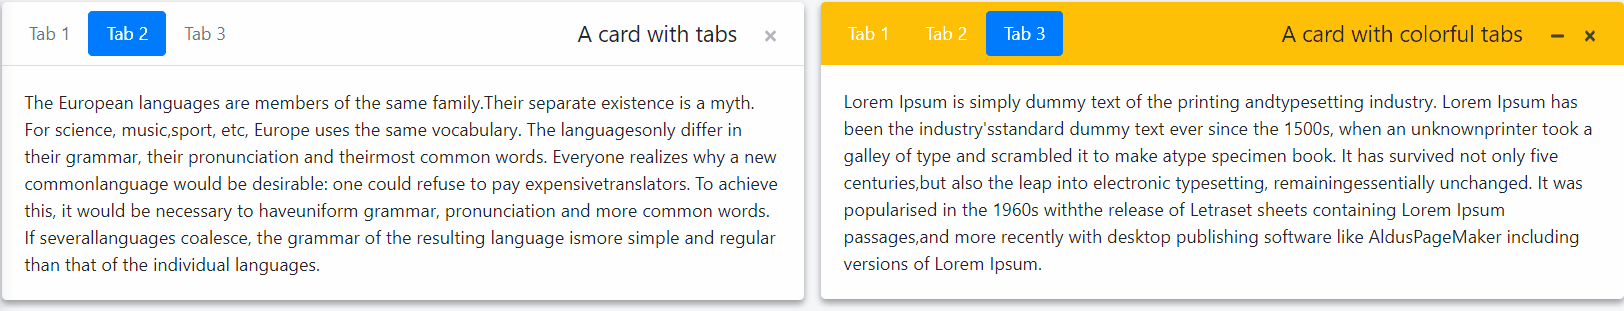 Tab 1 Tab 2 Tab 3 A card with tabs ×
The European languages are members of the same family.Their separate existence is a myth.
For science, music,sport, etc, Europe uses the same vocabulary. The languagesonly differ in
their grammar, their pronunciation and theirmost common words. Everyone realizes why a new
commonlanguage would be desirable: one could refuse to pay expensivetranslators. To achieve
this, it would be necessary to haveuniform grammar, pronunciation and more common words.
If severallanguages coalesce, the grammar of the resulting language ismore simple and regular
than that of the individual languages.
Tab 1 Tab 2 Tab 3 A card with colorful tabs − ×
Lorem Ipsum is simply dummy text of the printing andtypesetting industry. Lorem Ipsum has
been the industry'sstandard dummy text ever since the 1500s, when an unknownprinter took a
galley of type and scrambled it to make atype specimen book. It has survived not only five
centuries,but also the leap into electronic typesetting, remainingessentially unchanged. It was
popularised in the 1960s withthe release of Letraset sheets containing Lorem Ipsum
passages,and more recently with desktop publishing software like AldusPageMaker including
versions of Lorem Ipsum.